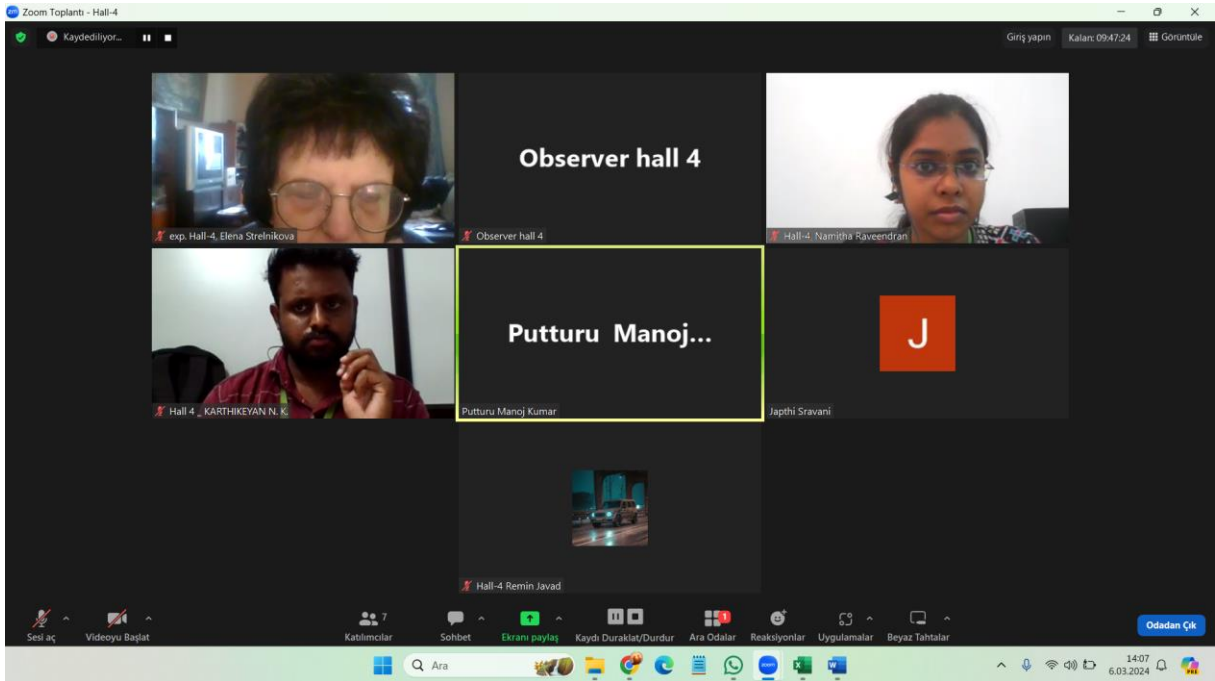 Zoom Toplantı - Hall-4
Kaydediliyor...
Giriş yapın
Kalan: 09:47:24
Görüntüle
exp. Hall-4, Elena Strelnikova
Observer hall 4
Observer hall 4
Hall-4 Namitha Raveendran
Hall 4 _ KARTHIKEYAN N. K.
Putturu Manoj...
Putturu Manoj Kumar
J
Japthi Sravani
Hall-4 Remin Javad
Sesi aç
Videoyu Başlat
7
Katılımcılar
Sohbet
Ekranı paylaş
Kaydı Duraklat/Durdur
1
Ara Odalar
Reaksiyonlar
Uygulamalar
Beyaz Tahtalar
Odadan Çık
Ara
zoom
14:07
6.03.2024
PRE